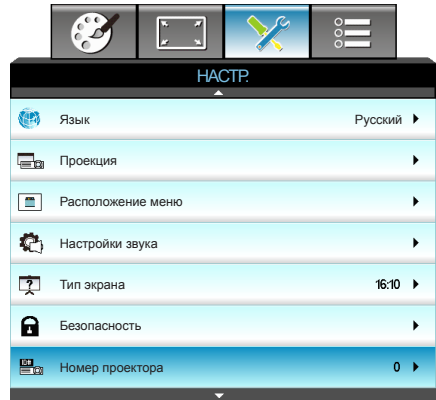 НАСТР.
Язык Русский
Проекция
Расположение меню
Настройки звука
Тип экрана 16:10
Безопасность
Номер проектора 0